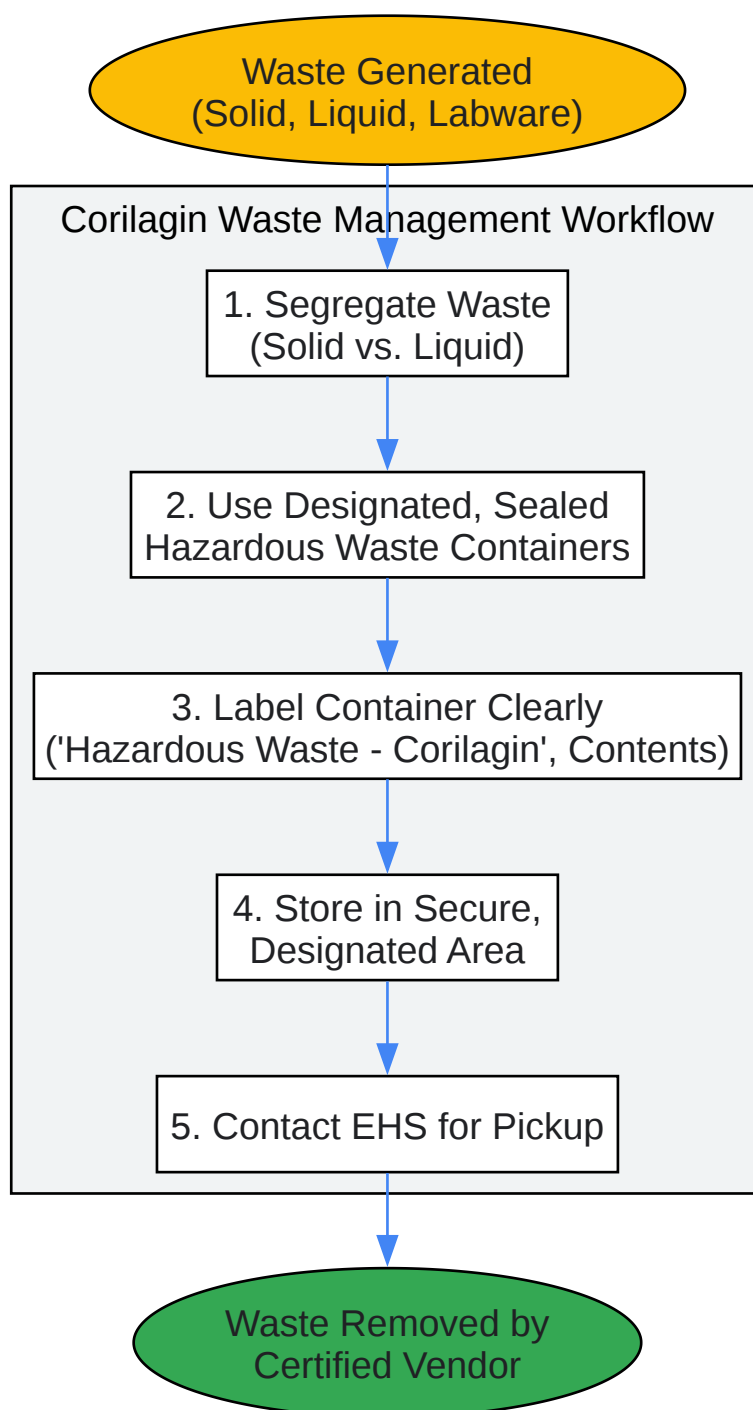 Waste Generated
(Solid, Liquid, Labware)
Corilagin Waste Management Workflow
1. Segregate Waste
(Solid vs. Liquid)
2. Use Designated, Sealed
Hazardous Waste Containers
3. Label Container Clearly
('Hazardous Waste - Corilagin', Contents)
4. Store in Secure,
Designated Area
5. Contact EHS for Pickup
Waste Removed by
Certified Vendor